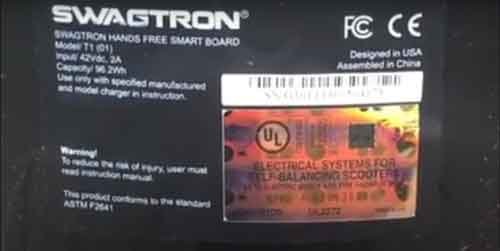 SWAGTRON®
SWAGTRON HANDS FREE SMART BOARD
Model/ T1 (01)
Input/ 42Vdc, 2A
Capacity/ 96.2Wh
Use only with specified manufactured
and model charger in instruction.
FC CE
Designed in USA
Assembled in China
Warning!
To reduce the risk of injury, user must
read instruction manual.
This product conforms to the standard
ASTM F2641
UL
ELECTRICAL SYSTEMS FOR
SELF-BALANCING SCOOTERS
UL2272